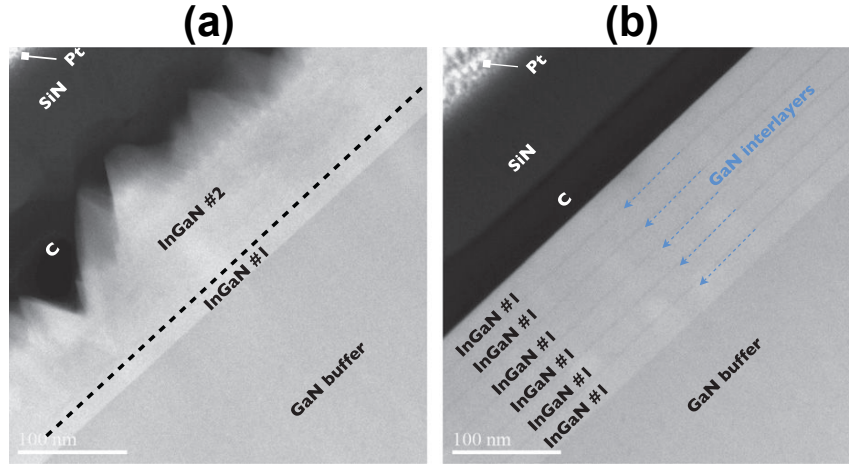 (a)
Pt
SiN
C
InGaN #2
InGaN #1
GaN buffer
100 nm
(b)
Pt
SiN
C
GaN interlayers
InGaN #1
InGaN #1
InGaN #1
InGaN #1
InGaN #1
InGaN #1
GaN buffer
100 nm